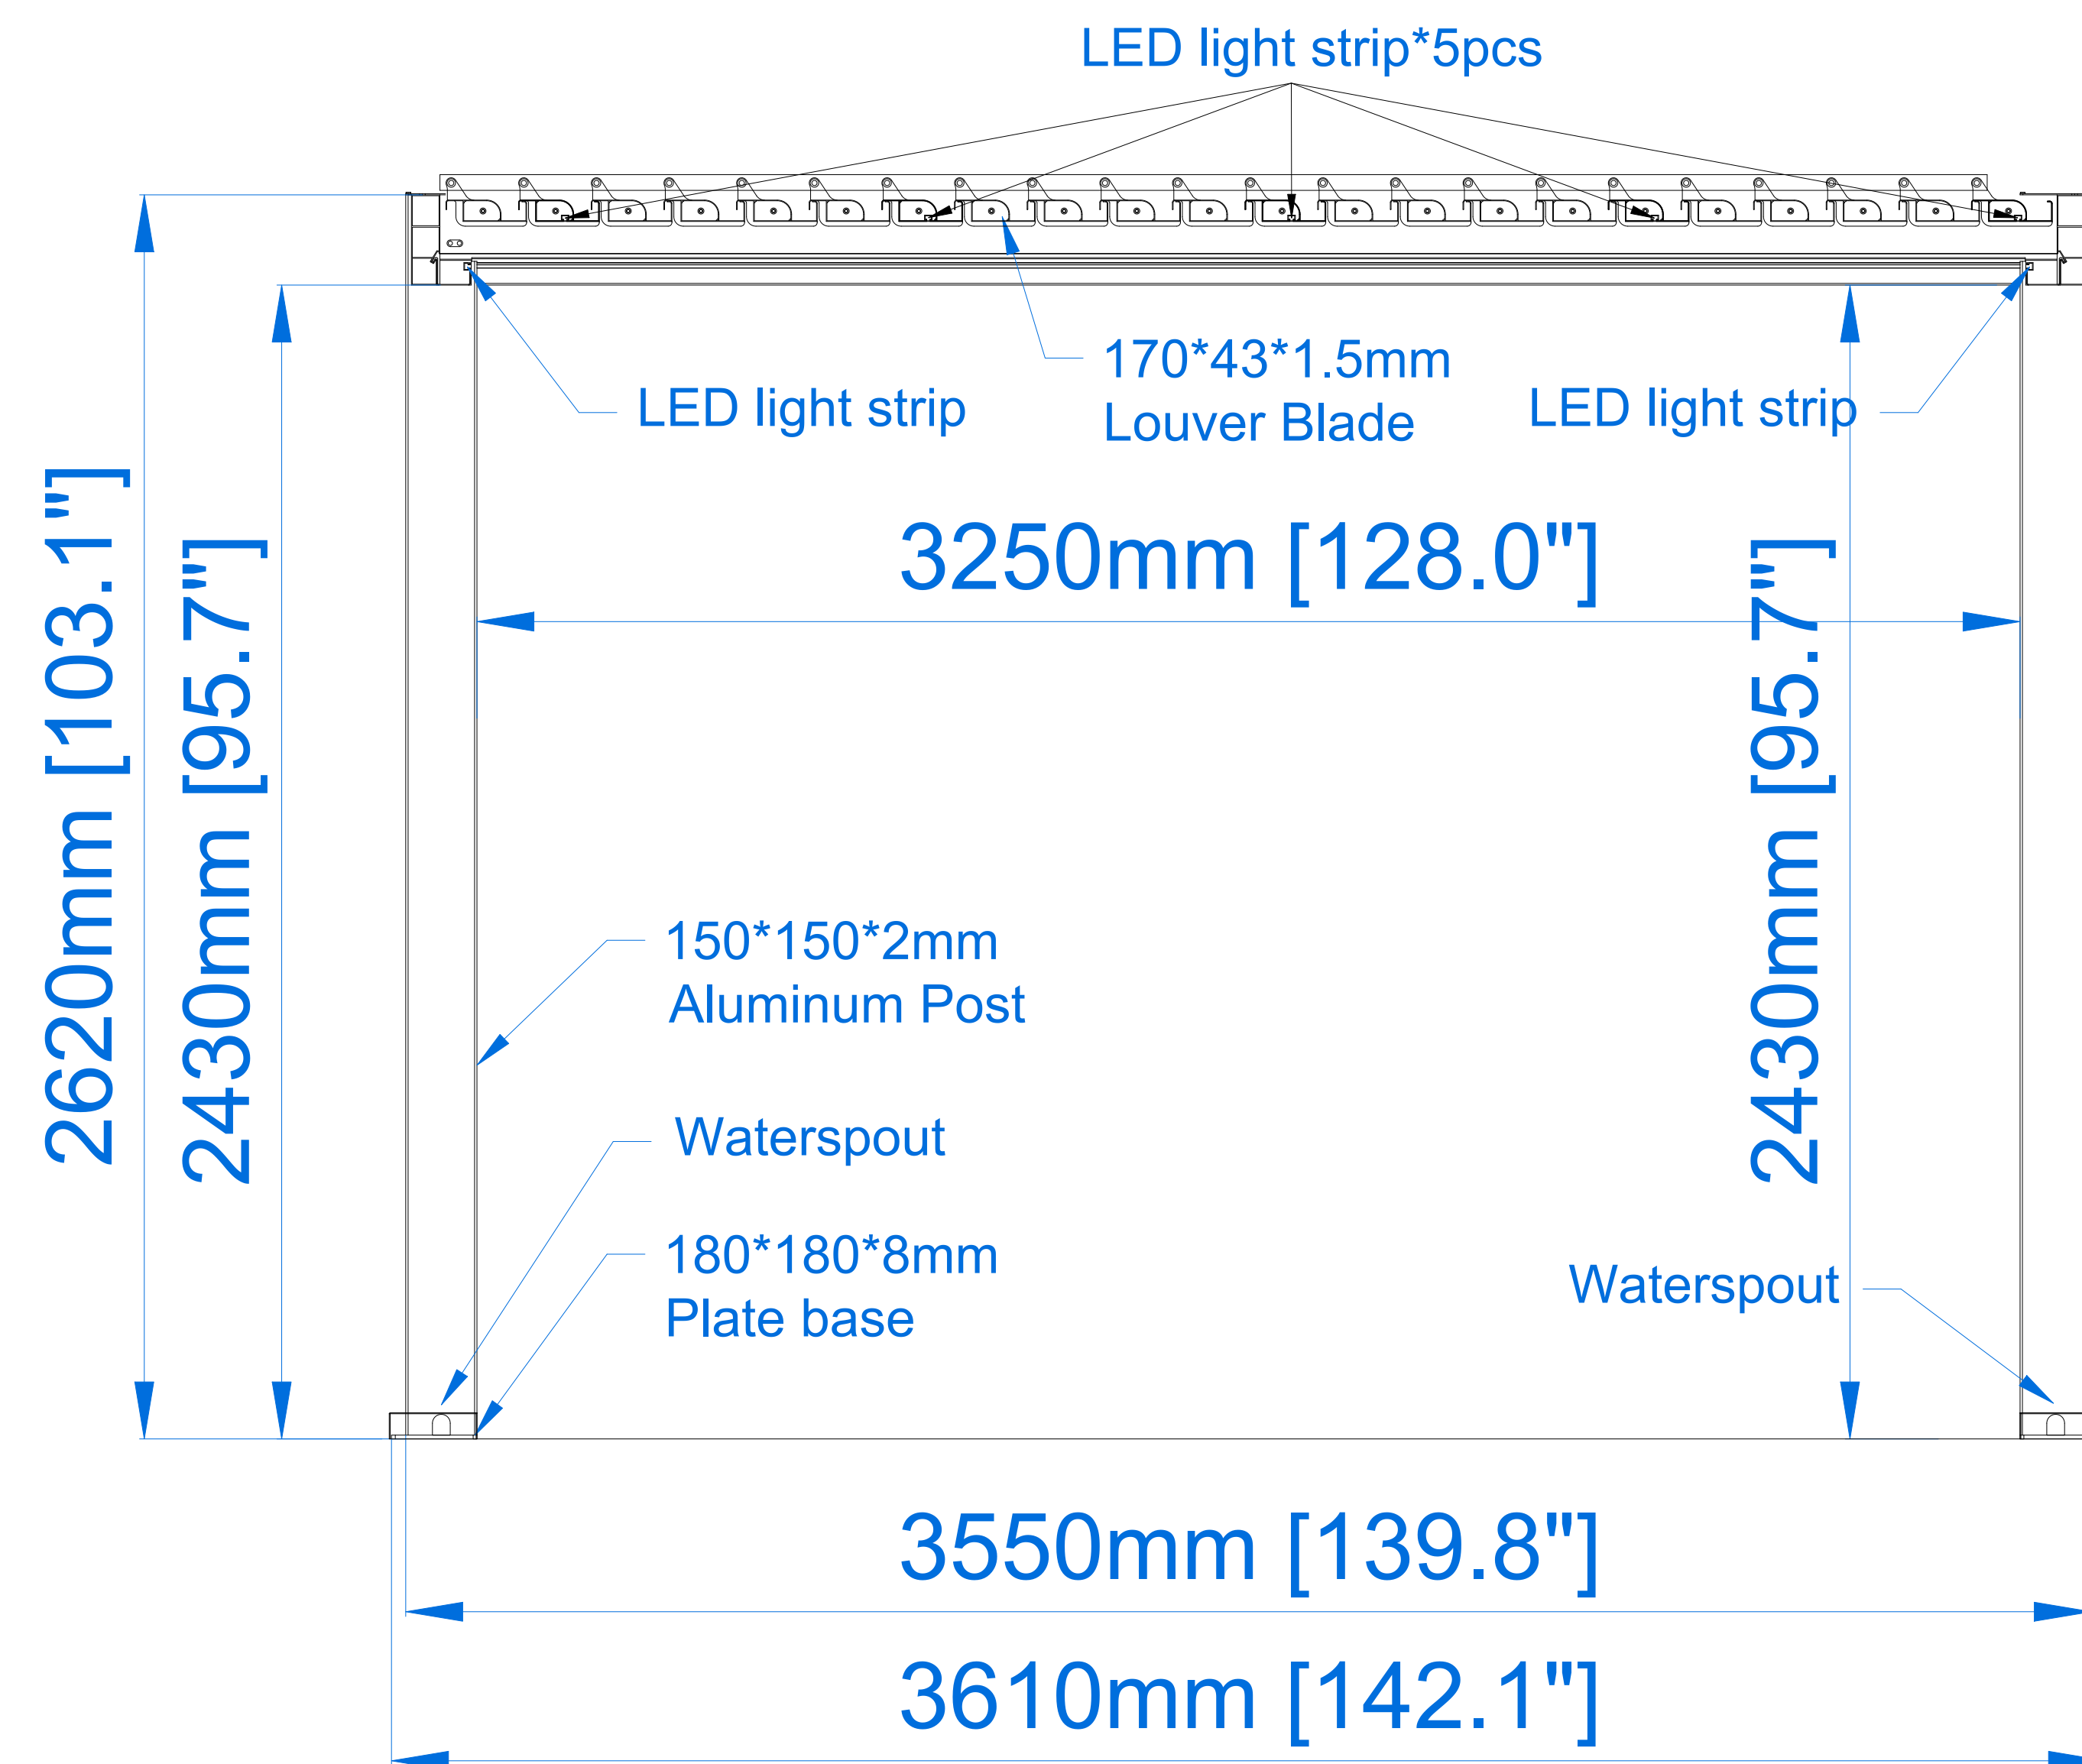 LED light strip*5pcs
170*43*1.5mm
Louver Blade
LED light strip
LED light strip
3250mm [128.0"]
2620mm [103.1"]
2430mm [95.7"]
2430mm [95.7"]
150*150*2mm
Aluminum Post
Waterspout
180*180*8mm
Plate base
Waterspout
3550mm [139.8"]
3610mm [142.1"]